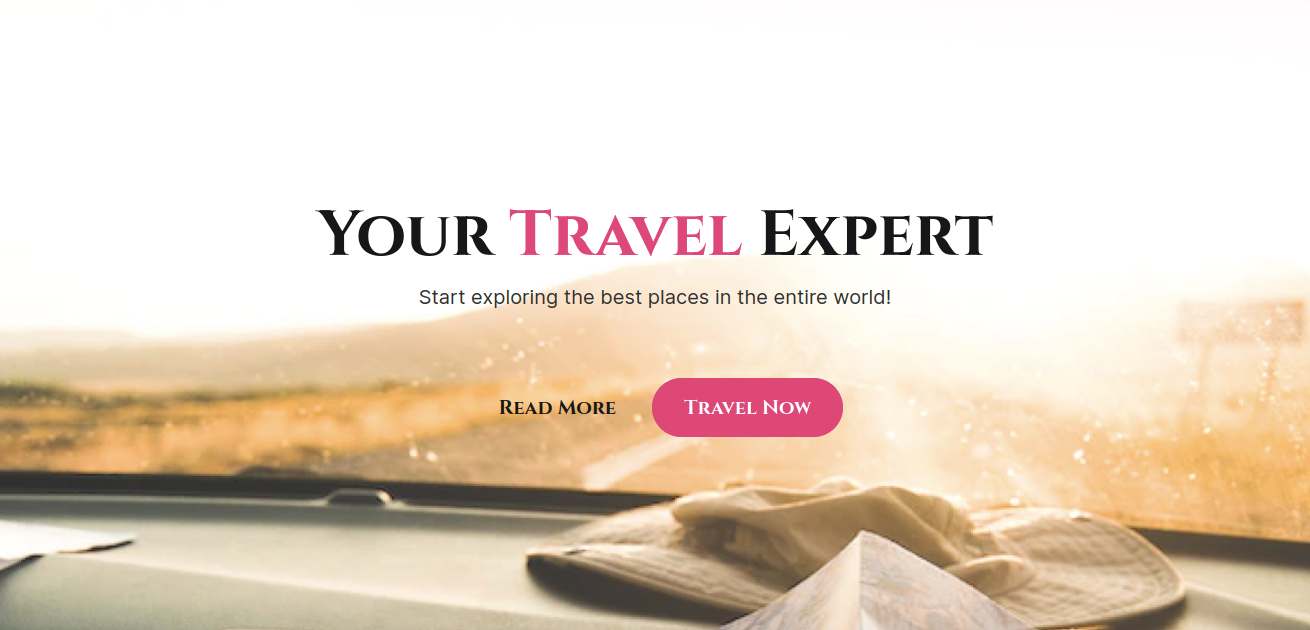 Your Travel Expert
Start exploring the best places in the entire world!
Read More
Travel Now